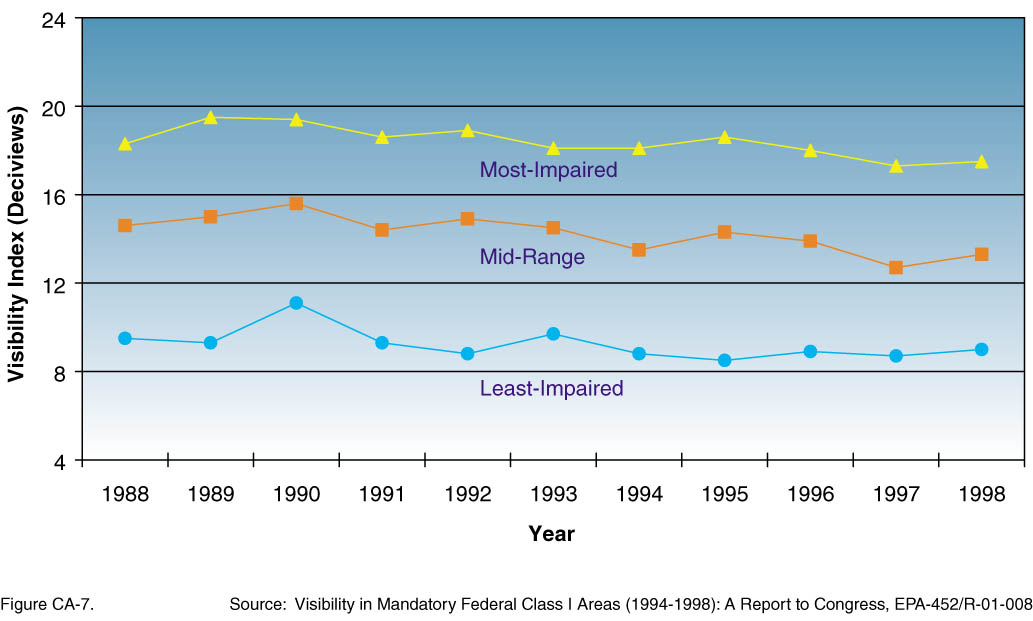 24
20
16
12
8
4
Visibility Index (Deciviews)
Most-Impaired
Mid-Range
Least-Impaired
1988 1989 1990 1991 1992 1993 1994 1995 1996 1997 1998
Year
Figure CA-7. Source: Visibility in Mandatory Federal Class I Areas (1994-1998): A Report to Congress, EPA-452/R-01-008